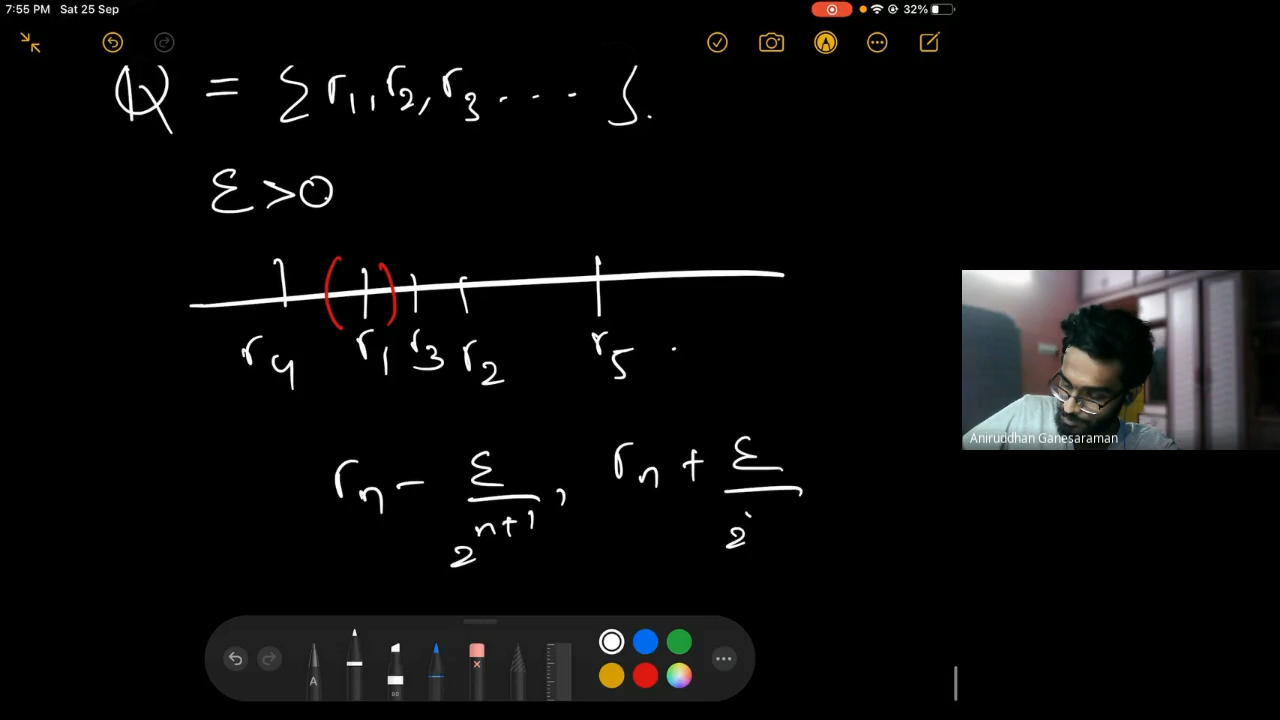 7:55 PM Sat 25 Sep
32%
Q = {r1, r2, r3 . . . . }.
ε>0
r4 r1 r3 r2 r5 .
rn - ε/2^n+1, rn + ε/2
Aniruddhan Ganesaraman
A